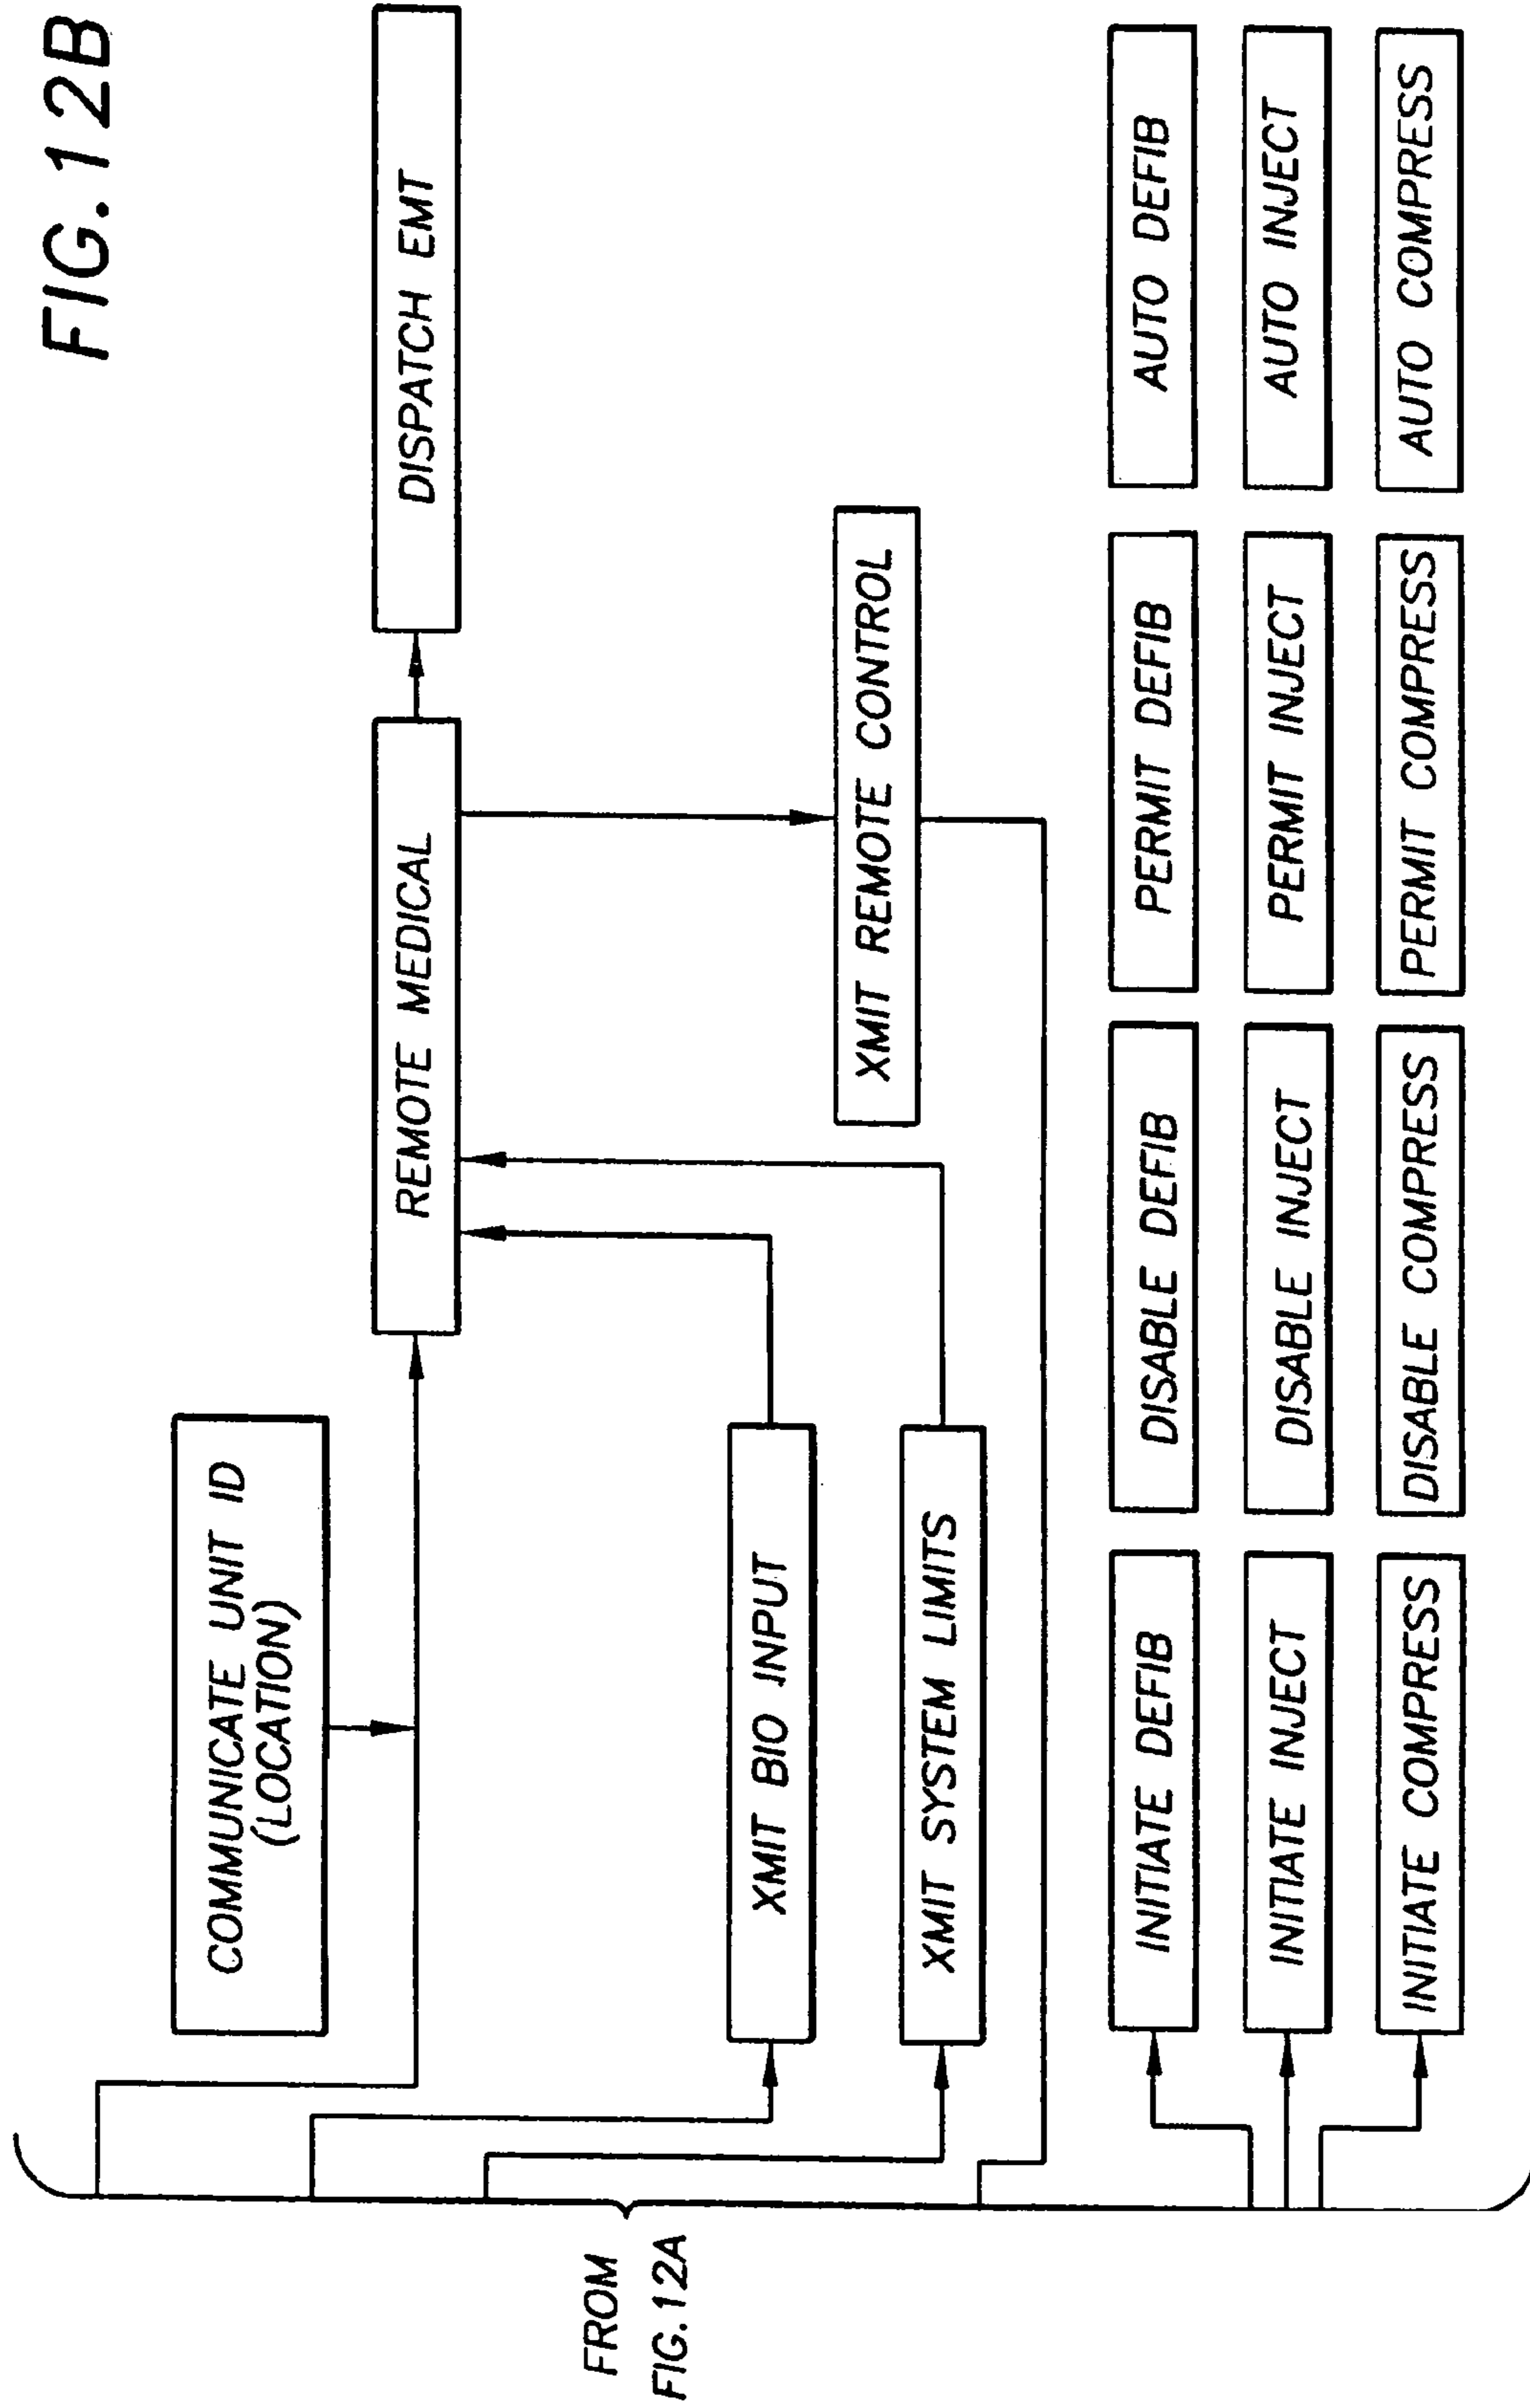 FIG. 12B
COMMUNICATE UNIT ID
(LOCATION)
REMOTE MEDICAL
DISPATCH EMT
XMIT BIO INPUT
XMIT REMOTE CONTROL
XMIT SYSTEM LIMITS
FROM
FIG. 12A
INITIATE DEFIB
DISABLE DEFIB
PERMIT DEFIB
AUTO DEFIB
INITIATE INJECT
DISABLE INJECT
PERMIT INJECT
AUTO INJECT
INITIATE COMPRESS
DISABLE COMPRESS
PERMIT COMPRESS
AUTO COMPRESS